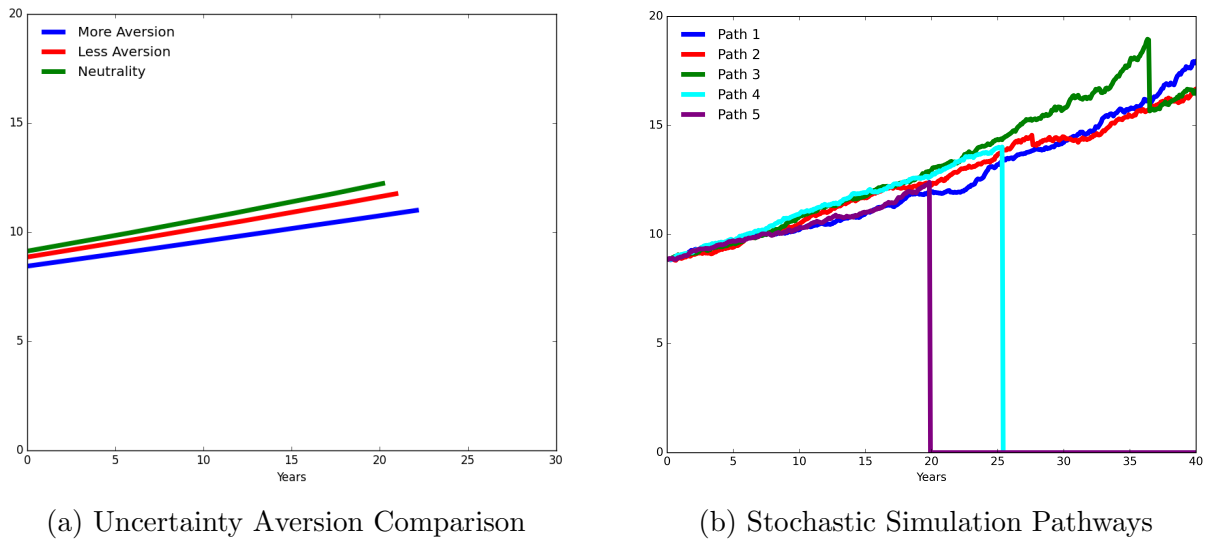 20
15
10
5
0
More Aversion
Less Aversion
Neutrality
0 5 10 15 20 25 30
Years
(a) Uncertainty Aversion Comparison
20
15
10
5
0
Path 1
Path 2
Path 3
Path 4
Path 5
0 5 10 15 20 25 30 35 40
Years
(b) Stochastic Simulation Pathways